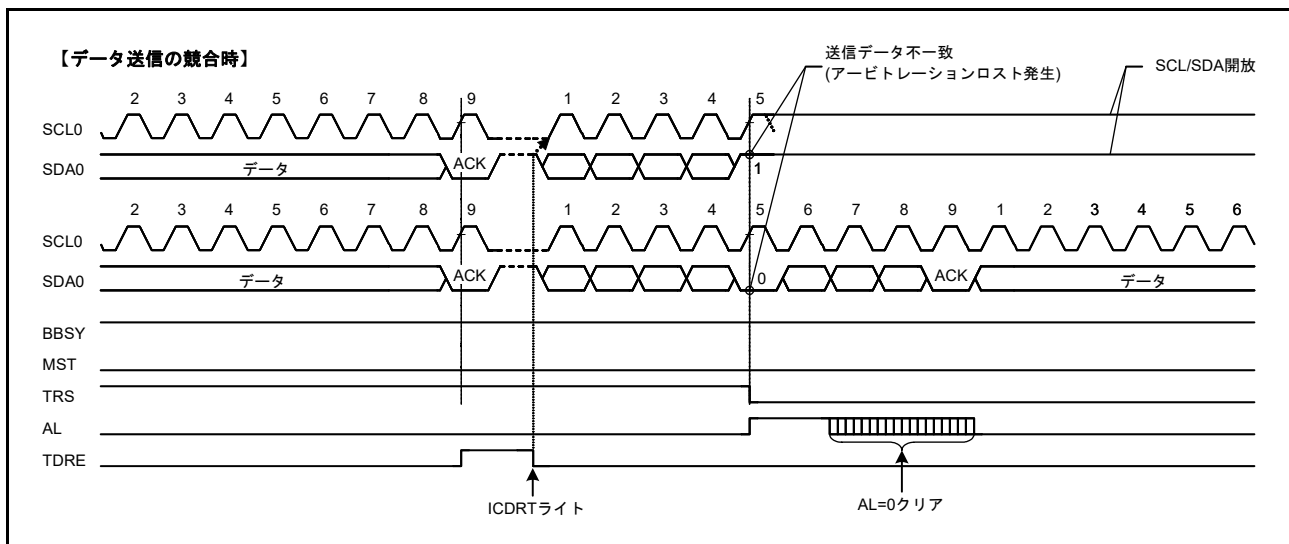 【データ送信の競合時】
送信データ不一致
(アービトレーションロスト発生)
SCL/SDA開放
2 3 4 5 6 7 8 9 1 2 3 4 5
SCL0
SDA0 データ ACK 1
2 3 4 5 6 7 8 9 1 2 3 4 5 6 7 8 9 1 2 3 4 5 6
SCL0
SDA0 データ ACK 0 ACK データ
BBSY
MST
TRS
AL
TDRE
ICDRTライト
AL=0クリア